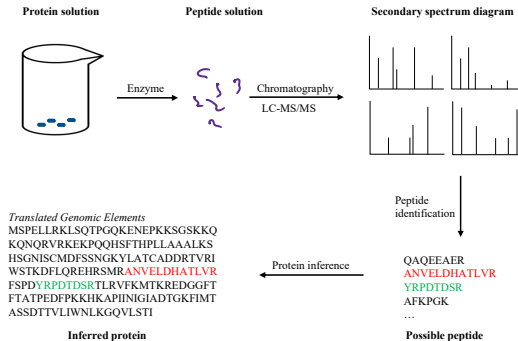 Protein solution
Peptide solution
Secondary spectrum diagram
Enzyme
Chromatography
LC-MS/MS
Peptide
identification
Translated Genomic Elements
MSPELLRKLSQTPGQKENEPKKSGSKKQ
KQNQRVRKEKPQQHSFTHPLLAAALKS
HSGNISCMDFSSNGKYLATCADDRTVRI
WSTKDFLQREHRSMRANVELDHATLVR
FSPDYRPDTDSRTLRVFKMTKREDGGFT
FTATPEDFPKKHKAPIINIGIADTGKFIMT
ASSDTTVLIWNLKGQVLSTI
Inferred protein
Protein inference
QAQEEAER
ANVELDHATLVR
YRPDTDSR
AFKPGK
...
Possible peptide